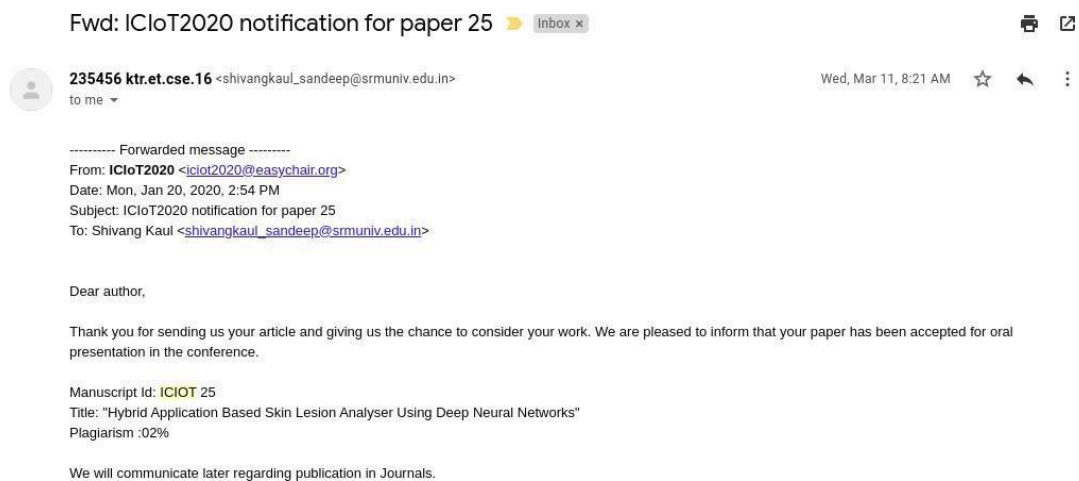 Fwd: ICIoT2020 notification for paper 25 Inbox ×
235456 ktr.et.cse.16 <shivangkaul_sandeep@srmuniv.edu.in> Wed, Mar 11, 8:21 AM
to me
---------- Forwarded message ---------
From: ICIoT2020 <iciot2020@easychair.org>
Date: Mon, Jan 20, 2020, 2:54 PM
Subject: ICIoT2020 notification for paper 25
To: Shivang Kaul <shivangkaul_sandeep@srmuniv.edu.in>
Dear author,
Thank you for sending us your article and giving us the chance to consider your work. We are pleased to inform that your paper has been accepted for oral
presentation in the conference.
Manuscript Id: ICIOT 25
Title: "Hybrid Application Based Skin Lesion Analyser Using Deep Neural Networks"
Plagiarism :02%
We will communicate later regarding publication in Journals.